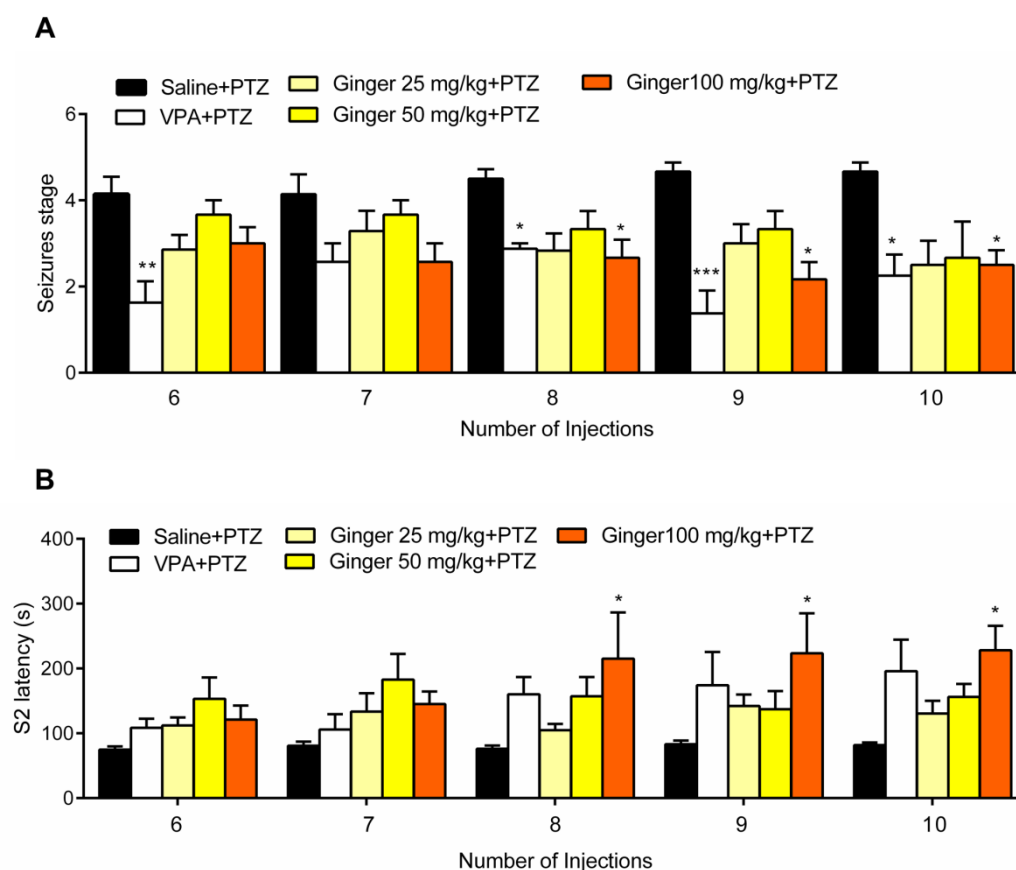 A
Saline+PTZ Ginger 25 mg/kg+PTZ Ginger100 mg/kg+PTZ
VPA+PTZ Ginger 50 mg/kg+PTZ
6
4
2
0
Seizures stage
** * * *** * * *
6 7 8 9 10
Number of Injections
B
Saline+PTZ Ginger 25 mg/kg+PTZ Ginger100 mg/kg+PTZ
VPA+PTZ Ginger 50 mg/kg+PTZ
400
300
200
100
0
S2 latency (s)
* * *
6 7 8 9 10
Number of Injections